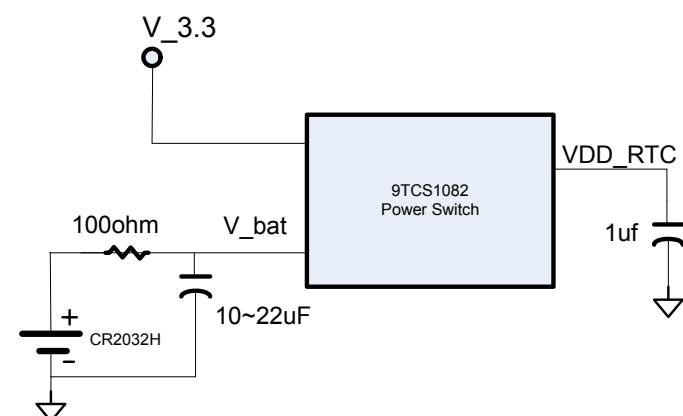 V_3.3
9TCS1082
Power Switch
VDD_RTC
100ohm
V_bat
1uf
10~22uF
+
CR2032H
-